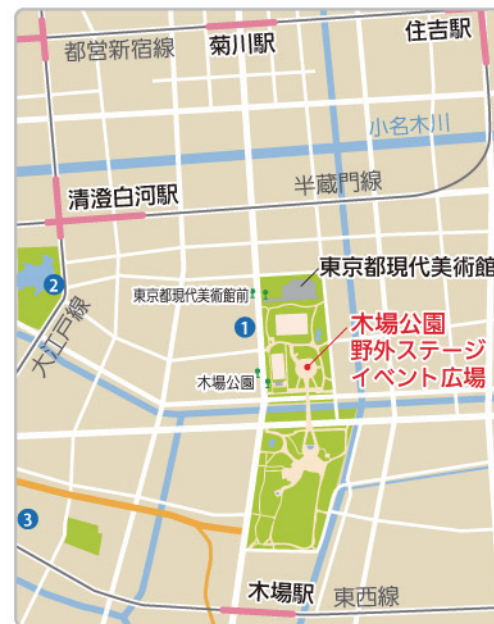 都営新宿線
菊川駅
住吉駅
小名木川
半蔵門線
清澄白河駅
東京都現代美術館
東京都現代美術館前
2
大江戸線
1
木場公園
野外ステージ
イベント広場
木場公園
3
木場駅
東西線